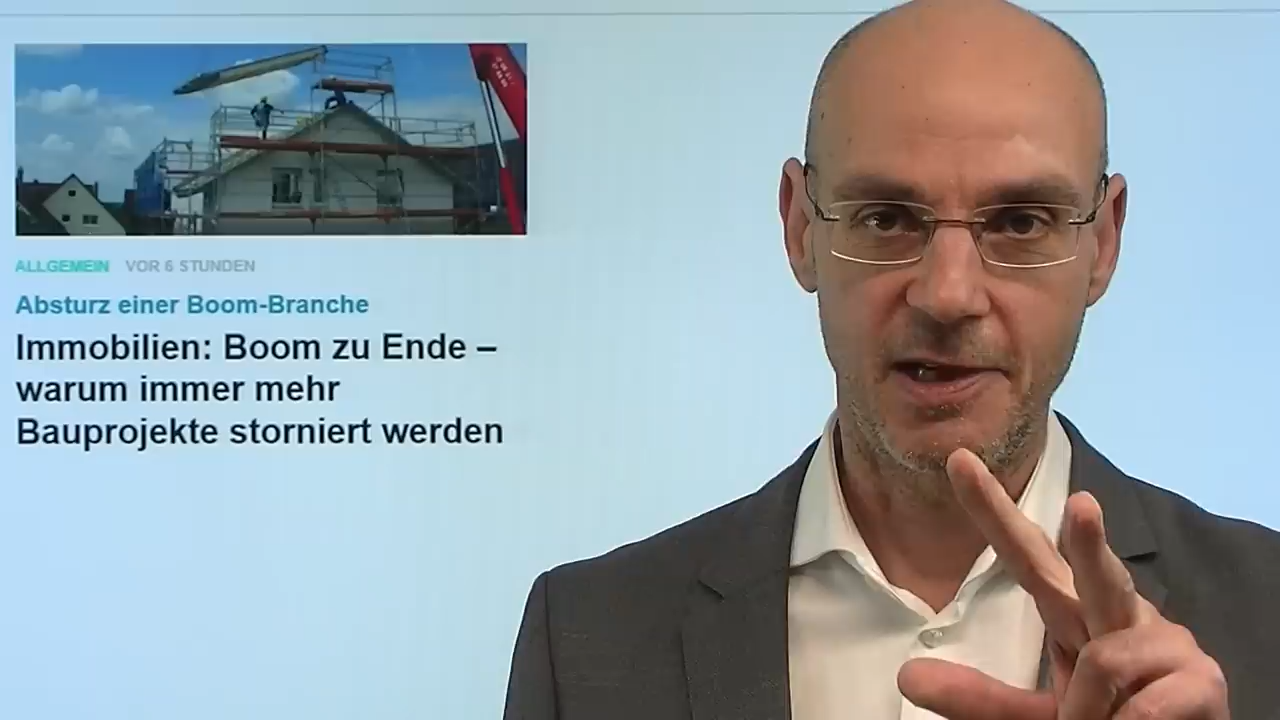 ALLGEMEIN VOR 6 STUNDEN
Absturz einer Boom-Branche
Immobilien: Boom zu Ende –
warum immer mehr
Bauprojekte storniert werden